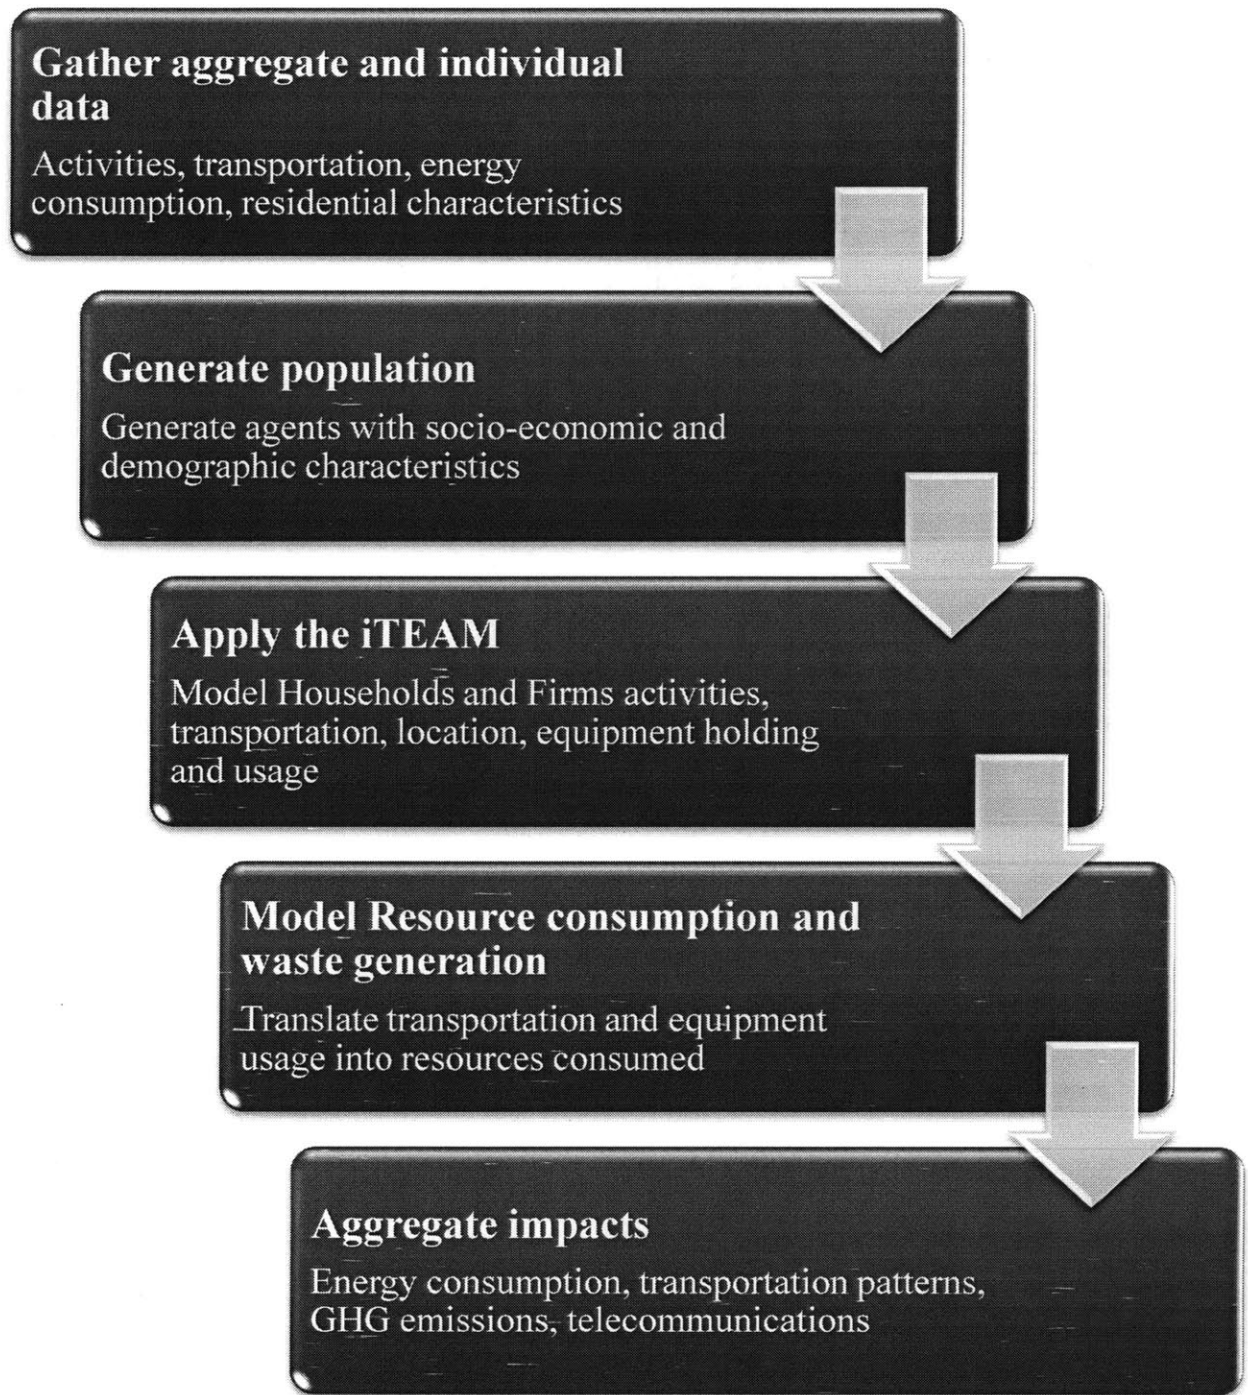 Gather aggregate and individual
data
Activities, transportation, energy
consumption, residential characteristics
Generate population
Generate agents with socio-economic and
demographic characteristics
Apply the iTEAM
Model Households and Firms activities,
transportation, location, equipment holding
and usage
Model Resource consumption and
waste generation
Translate transportation and equipment
usage into resources consumed
Aggregate impacts
Energy consumption, transportation patterns,
GHG emissions, telecommunications